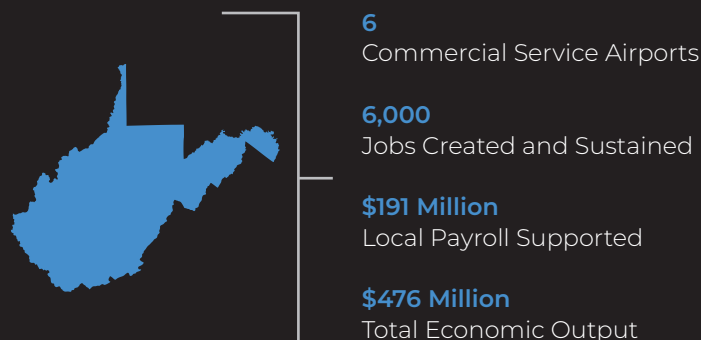 6
Commercial Service Airports
6,000
Jobs Created and Sustained
$191 Million
Local Payroll Supported
$476 Million
Total Economic Output